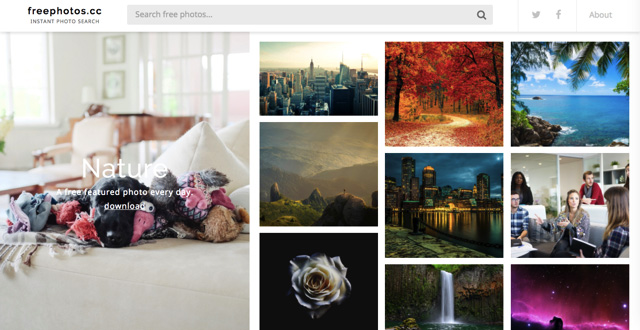 freephotos.cc
INSTANT PHOTO SEARCH
Search free photos...
About
Nature
A free featured photo every day
download